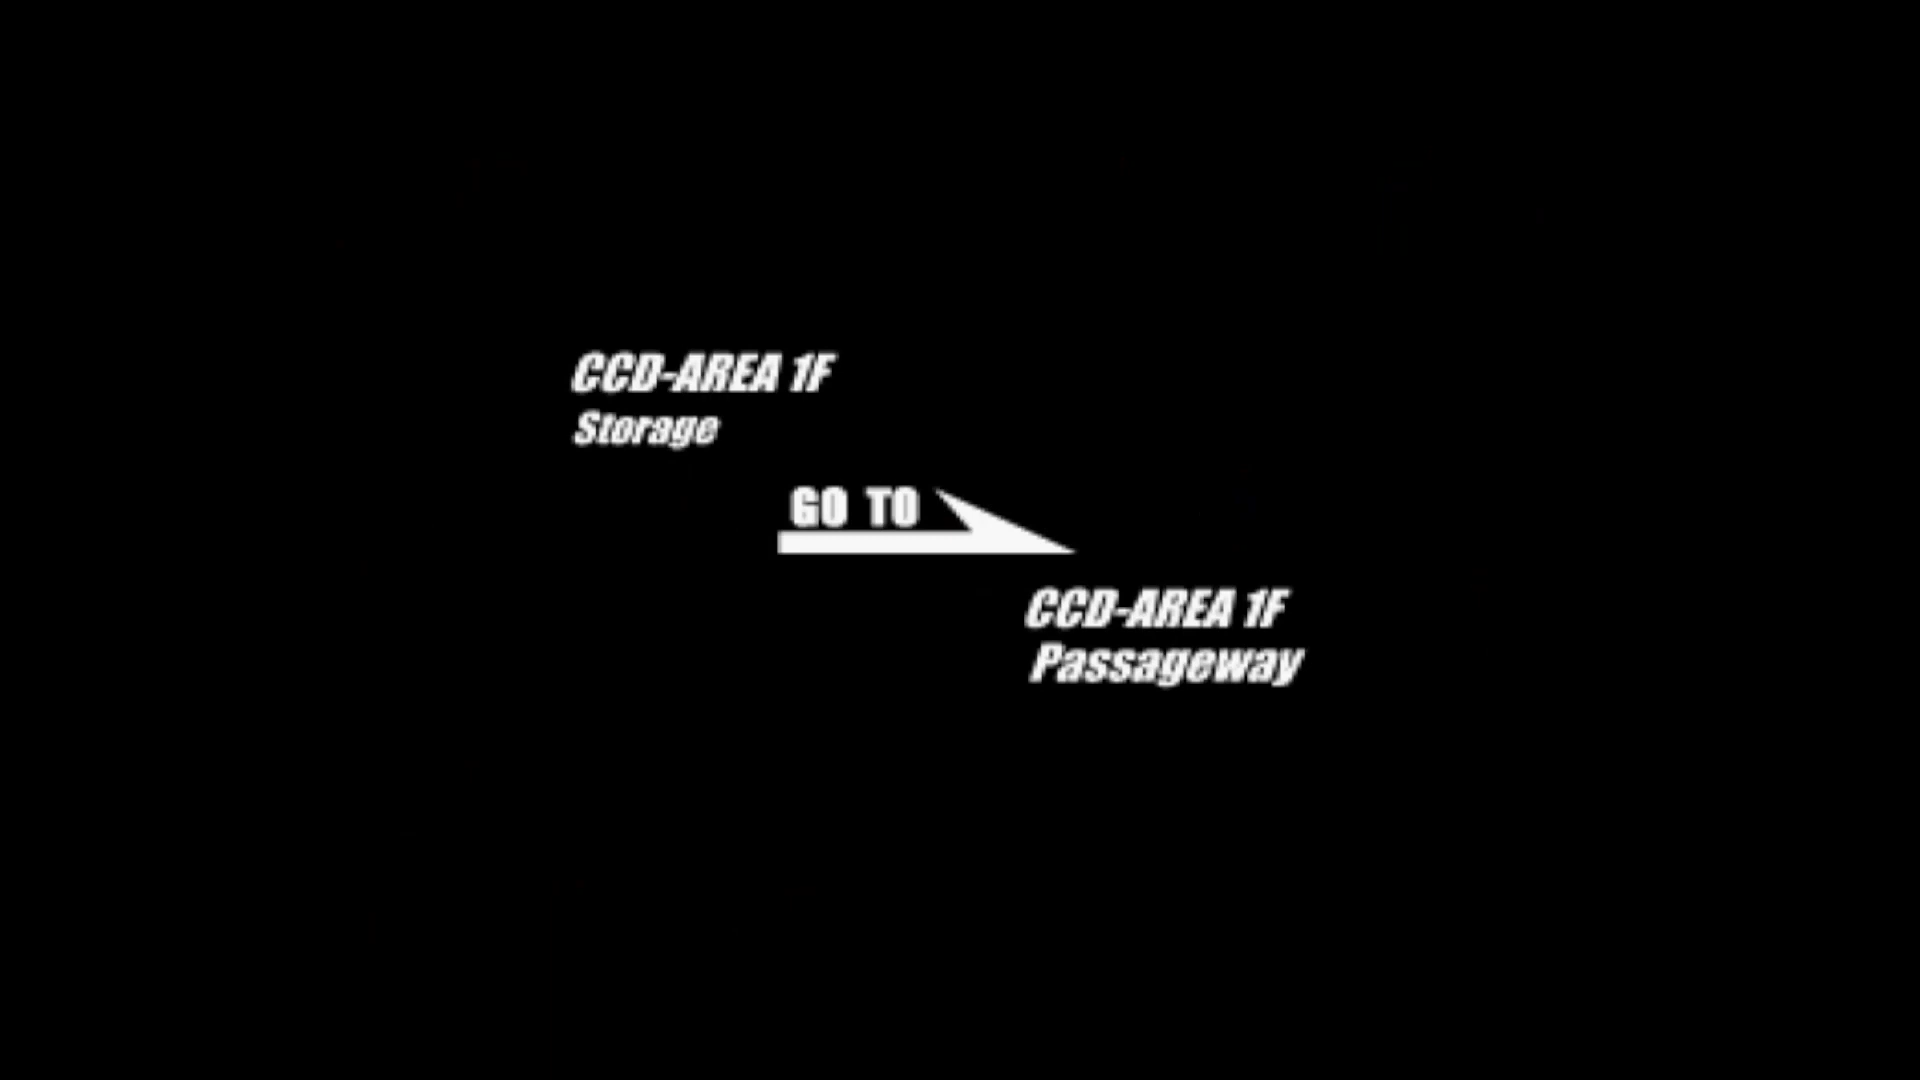 CCD-AREA 1F
Storage
GO TO
CCD-AREA 1F
Passageway